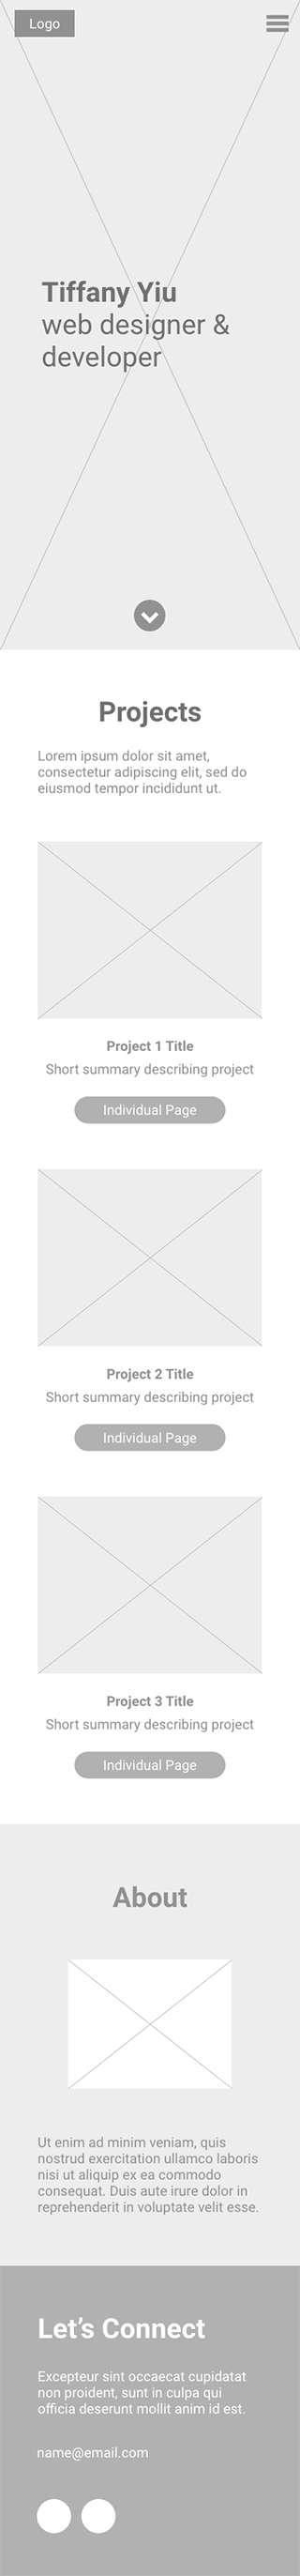 Logo
Tiffany Yiu
web designer &
developer
Projects
Lorem ipsum dolor sit amet,
consectetur adipiscing elit, sed do
eiusmod tempor incididunt ut.
Project 1 Title
Short summary describing project
Individual Page
Project 2 Title
Short summary describing project
Individual Page
Project 3 Title
Short summary describing project
Individual Page
About
Ut enim ad minim veniam, quis
nostrud exercitation ullamco laboris
nisi ut aliquip ex ea commodo
consequat. Duis aute irure dolor in
reprehenderit in voluptate velit esse.
Let’s Connect
Excepteur sint occaecat cupidatat
non proident, sunt in culpa qui
officia deserunt mollit anim id est.
name@email.com